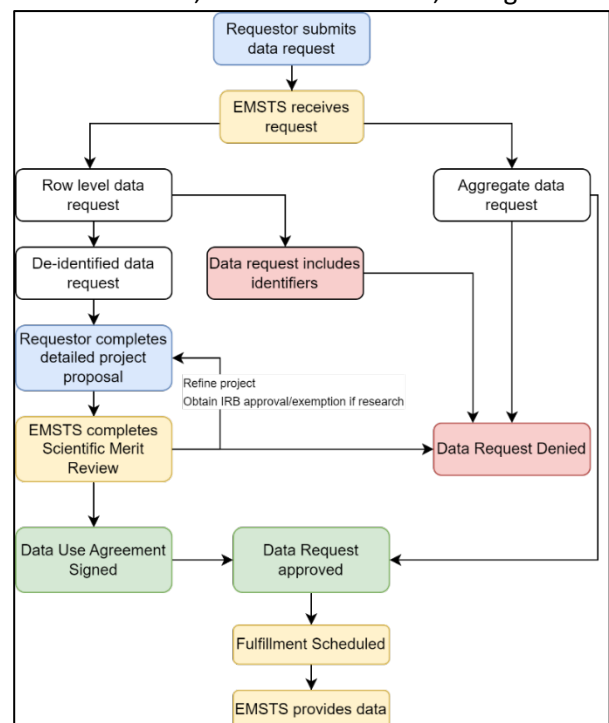 Requestor submits
data request
EMSTS receives
request
Row level data
request
Aggregate data
request
De-identified data
request
Data request includes
identifiers
Requestor completes
detailed project
proposal
Refine project
Obtain IRB approval/exemption if research
EMSTS completes
Scientific Merit
Review
Data Request Denied
Data Use Agreement
Signed
Data Request
approved
Fulfillment Scheduled
EMSTS provides data